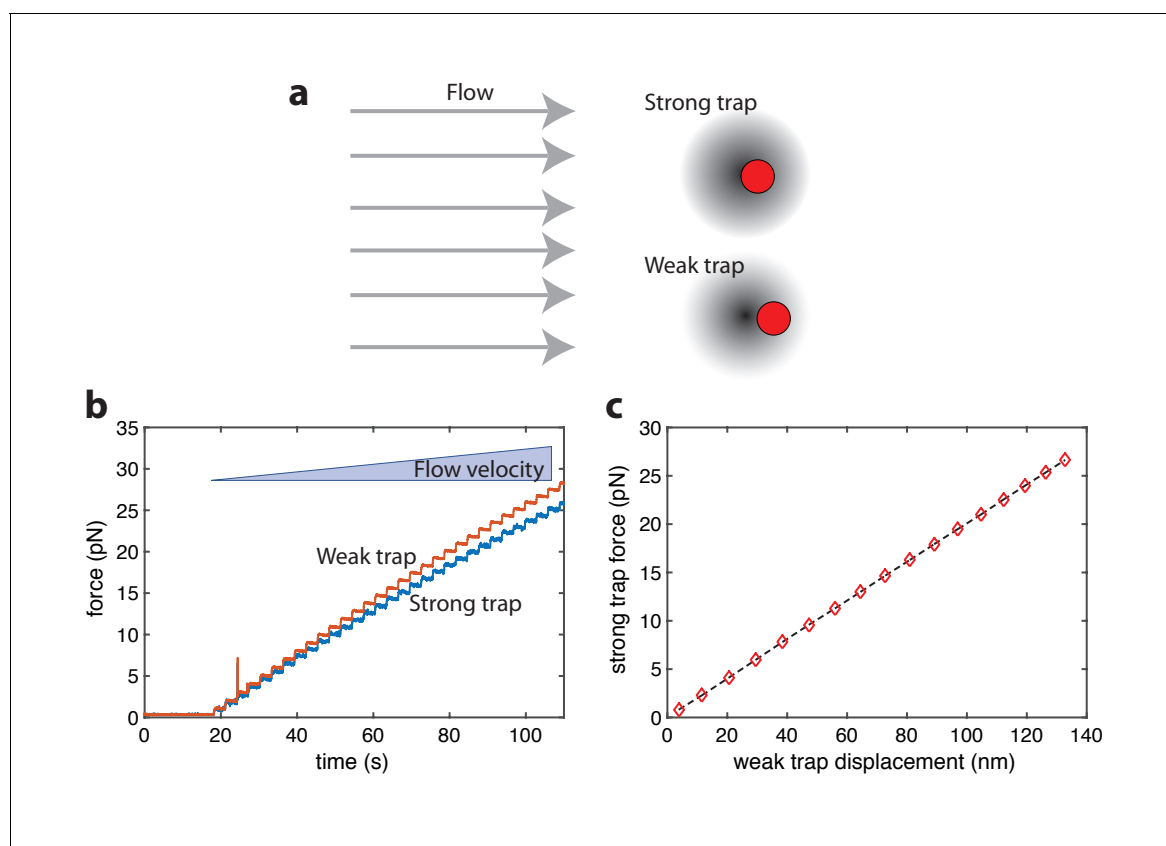 a
Flow
Strong trap
Weak trap
b
35
30
25
20
15
10
5
0
force (pN)
Flow velocity
Weak trap
Strong trap
0 20 40 60 80 100
time (s)
c
30
25
20
15
10
5
0
strong trap force (pN)
0 20 40 60 80 100 120 140
weak trap displacement (nm)